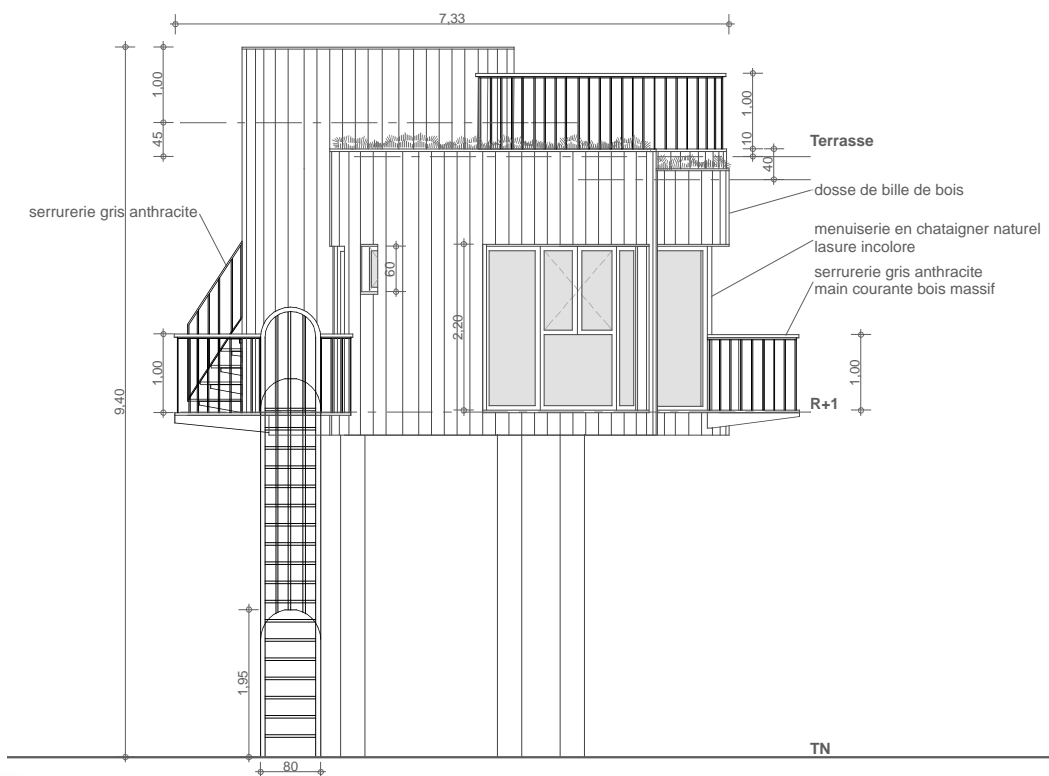 7,33
1,00
45
9,40
1,00
10
40
Terrasse
dosse de bille de bois
serrurerie gris anthracite
menuiserie en chataigner naturel
lasure incolore
serrurerie gris anthracite
main courante bois massif
60
2,20
1,00
1,00
R+1
1,95
TN
80